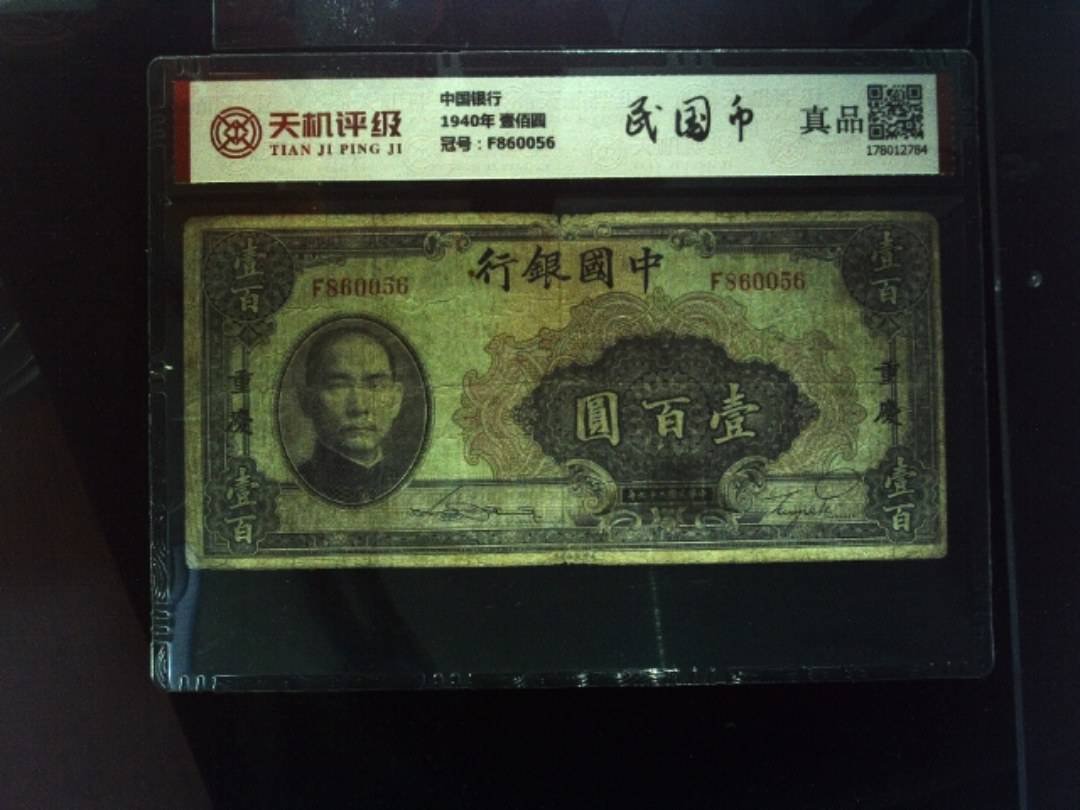 天机评级
TIAN JI PING JI
中国银行
1940年 壹佰圆
冠号：F860056
民国币
真品
178012784
行銀國中
壹百
壹百
F860056
F860056
重慶
重慶
圓百壹
壹百
壹百